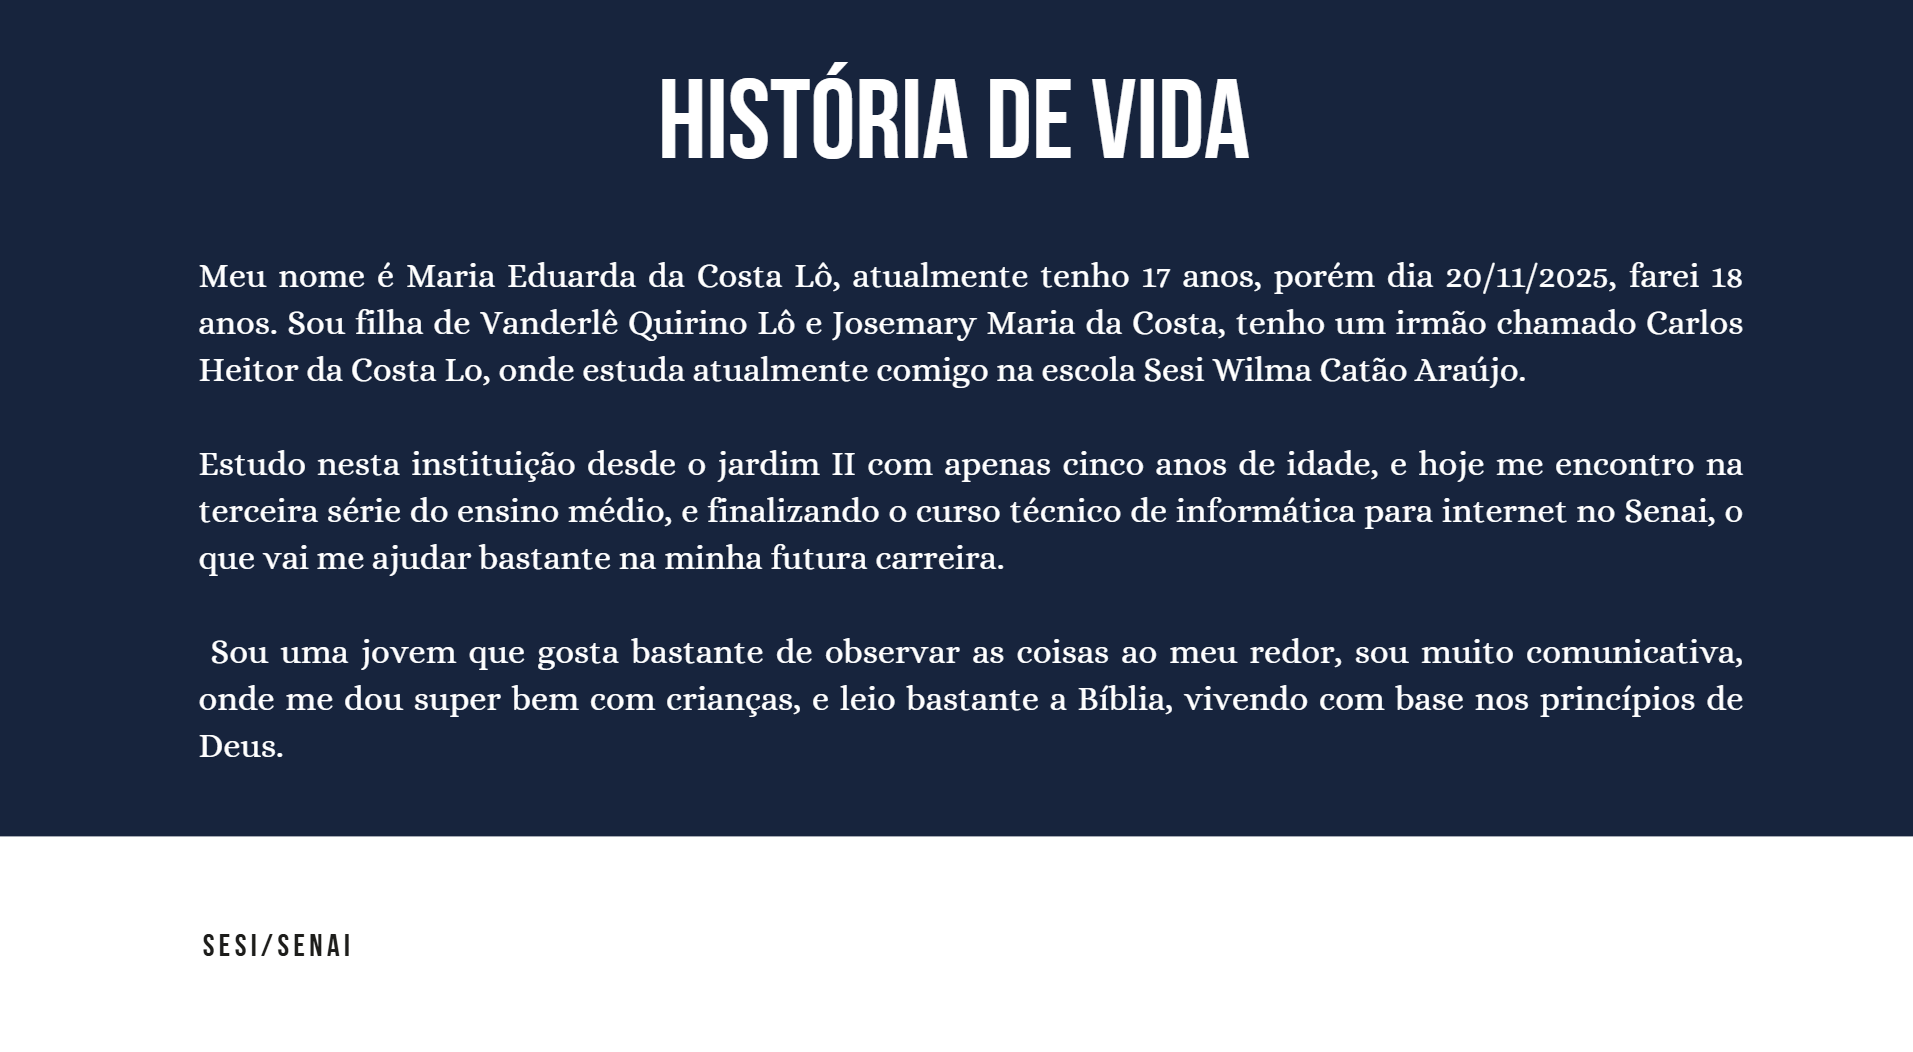 HISTÓRIA DE VIDA
Meu nome é Maria Eduarda da Costa Lô, atualmente tenho 17 anos, porém dia 20/11/2025, farei 18
anos. Sou filha de Vanderlê Quirino Lô e Josemary Maria da Costa, tenho um irmão chamado Carlos
Heitor da Costa Lo, onde estuda atualmente comigo na escola Sesi Wilma Catão Araújo.
Estudo nesta instituição desde o jardim II com apenas cinco anos de idade, e hoje me encontro na
terceira série do ensino médio, e finalizando o curso técnico de informática para internet no Senai, o
que vai me ajudar bastante na minha futura carreira.
Sou uma jovem que gosta bastante de observar as coisas ao meu redor, sou muito comunicativa,
onde me dou super bem com crianças, e leio bastante a Bíblia, vivendo com base nos princípios de
Deus.
SESI/SENAI